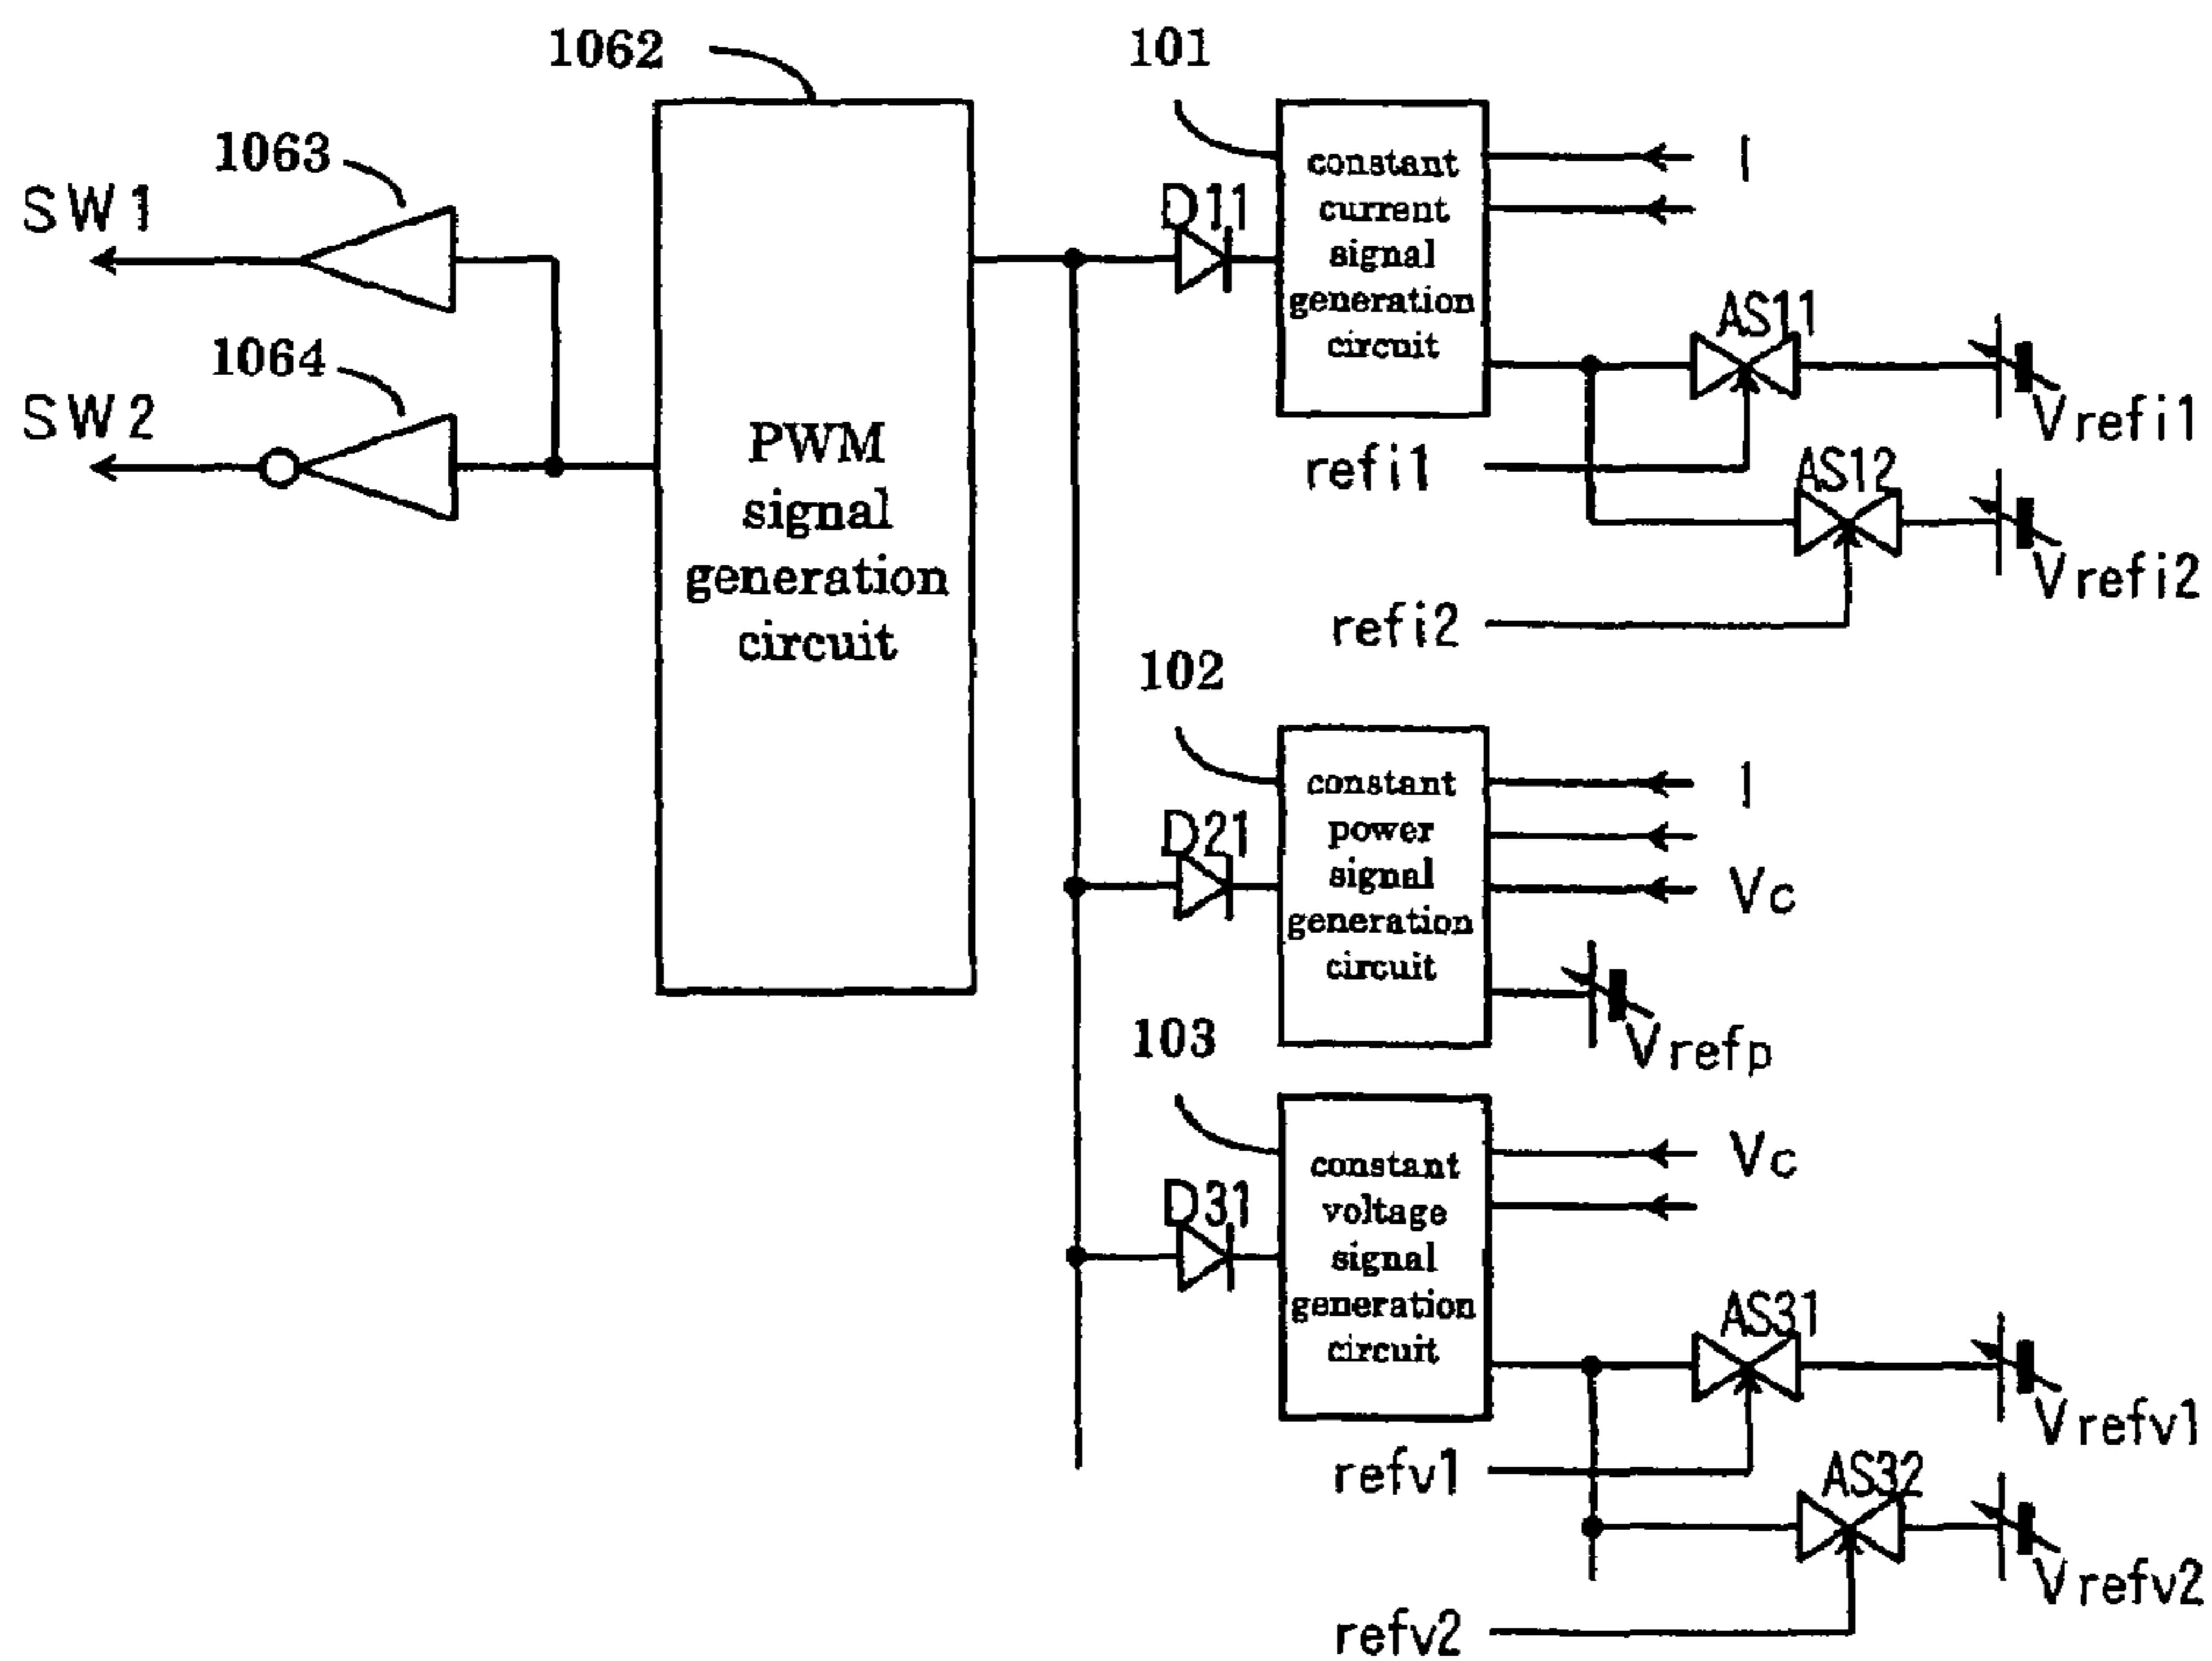 1062
101
1063
SW1
1064
SW2
PWM
signal
generation
circuit
D11
constant
current
signal
generation
circuit
I
AS11
Vrefi1
refi1
AS12
Vrefi2
refi2
102
D21
constant
power
signal
generation
circuit
I
Vc
Vrefp
103
D31
constant
voltage
signal
generation
circuit
Vc
AS31
Vrefv1
refv1
AS32
Vrefv2
refv2